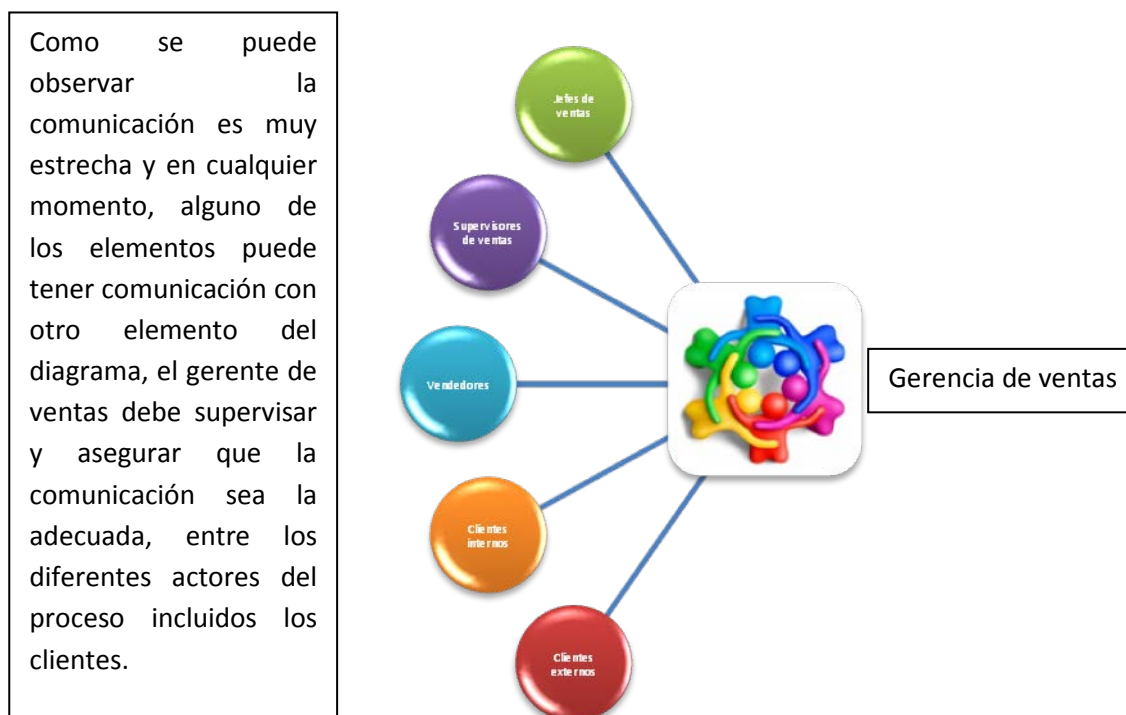 Como se puede
observar la
comunicación es muy
estrecha y en cualquier
momento, alguno de
los elementos puede
tener comunicación con
otro elemento del
diagrama, el gerente de
ventas debe supervisar
y asegurar que la
comunicación sea la
adecuada, entre los
diferentes actores del
proceso incluidos los
clientes.
Jefes de
ventas
Supervisores
de ventas
Vendedores
Clientes
internos
Clientes
externos
Gerencia de ventas